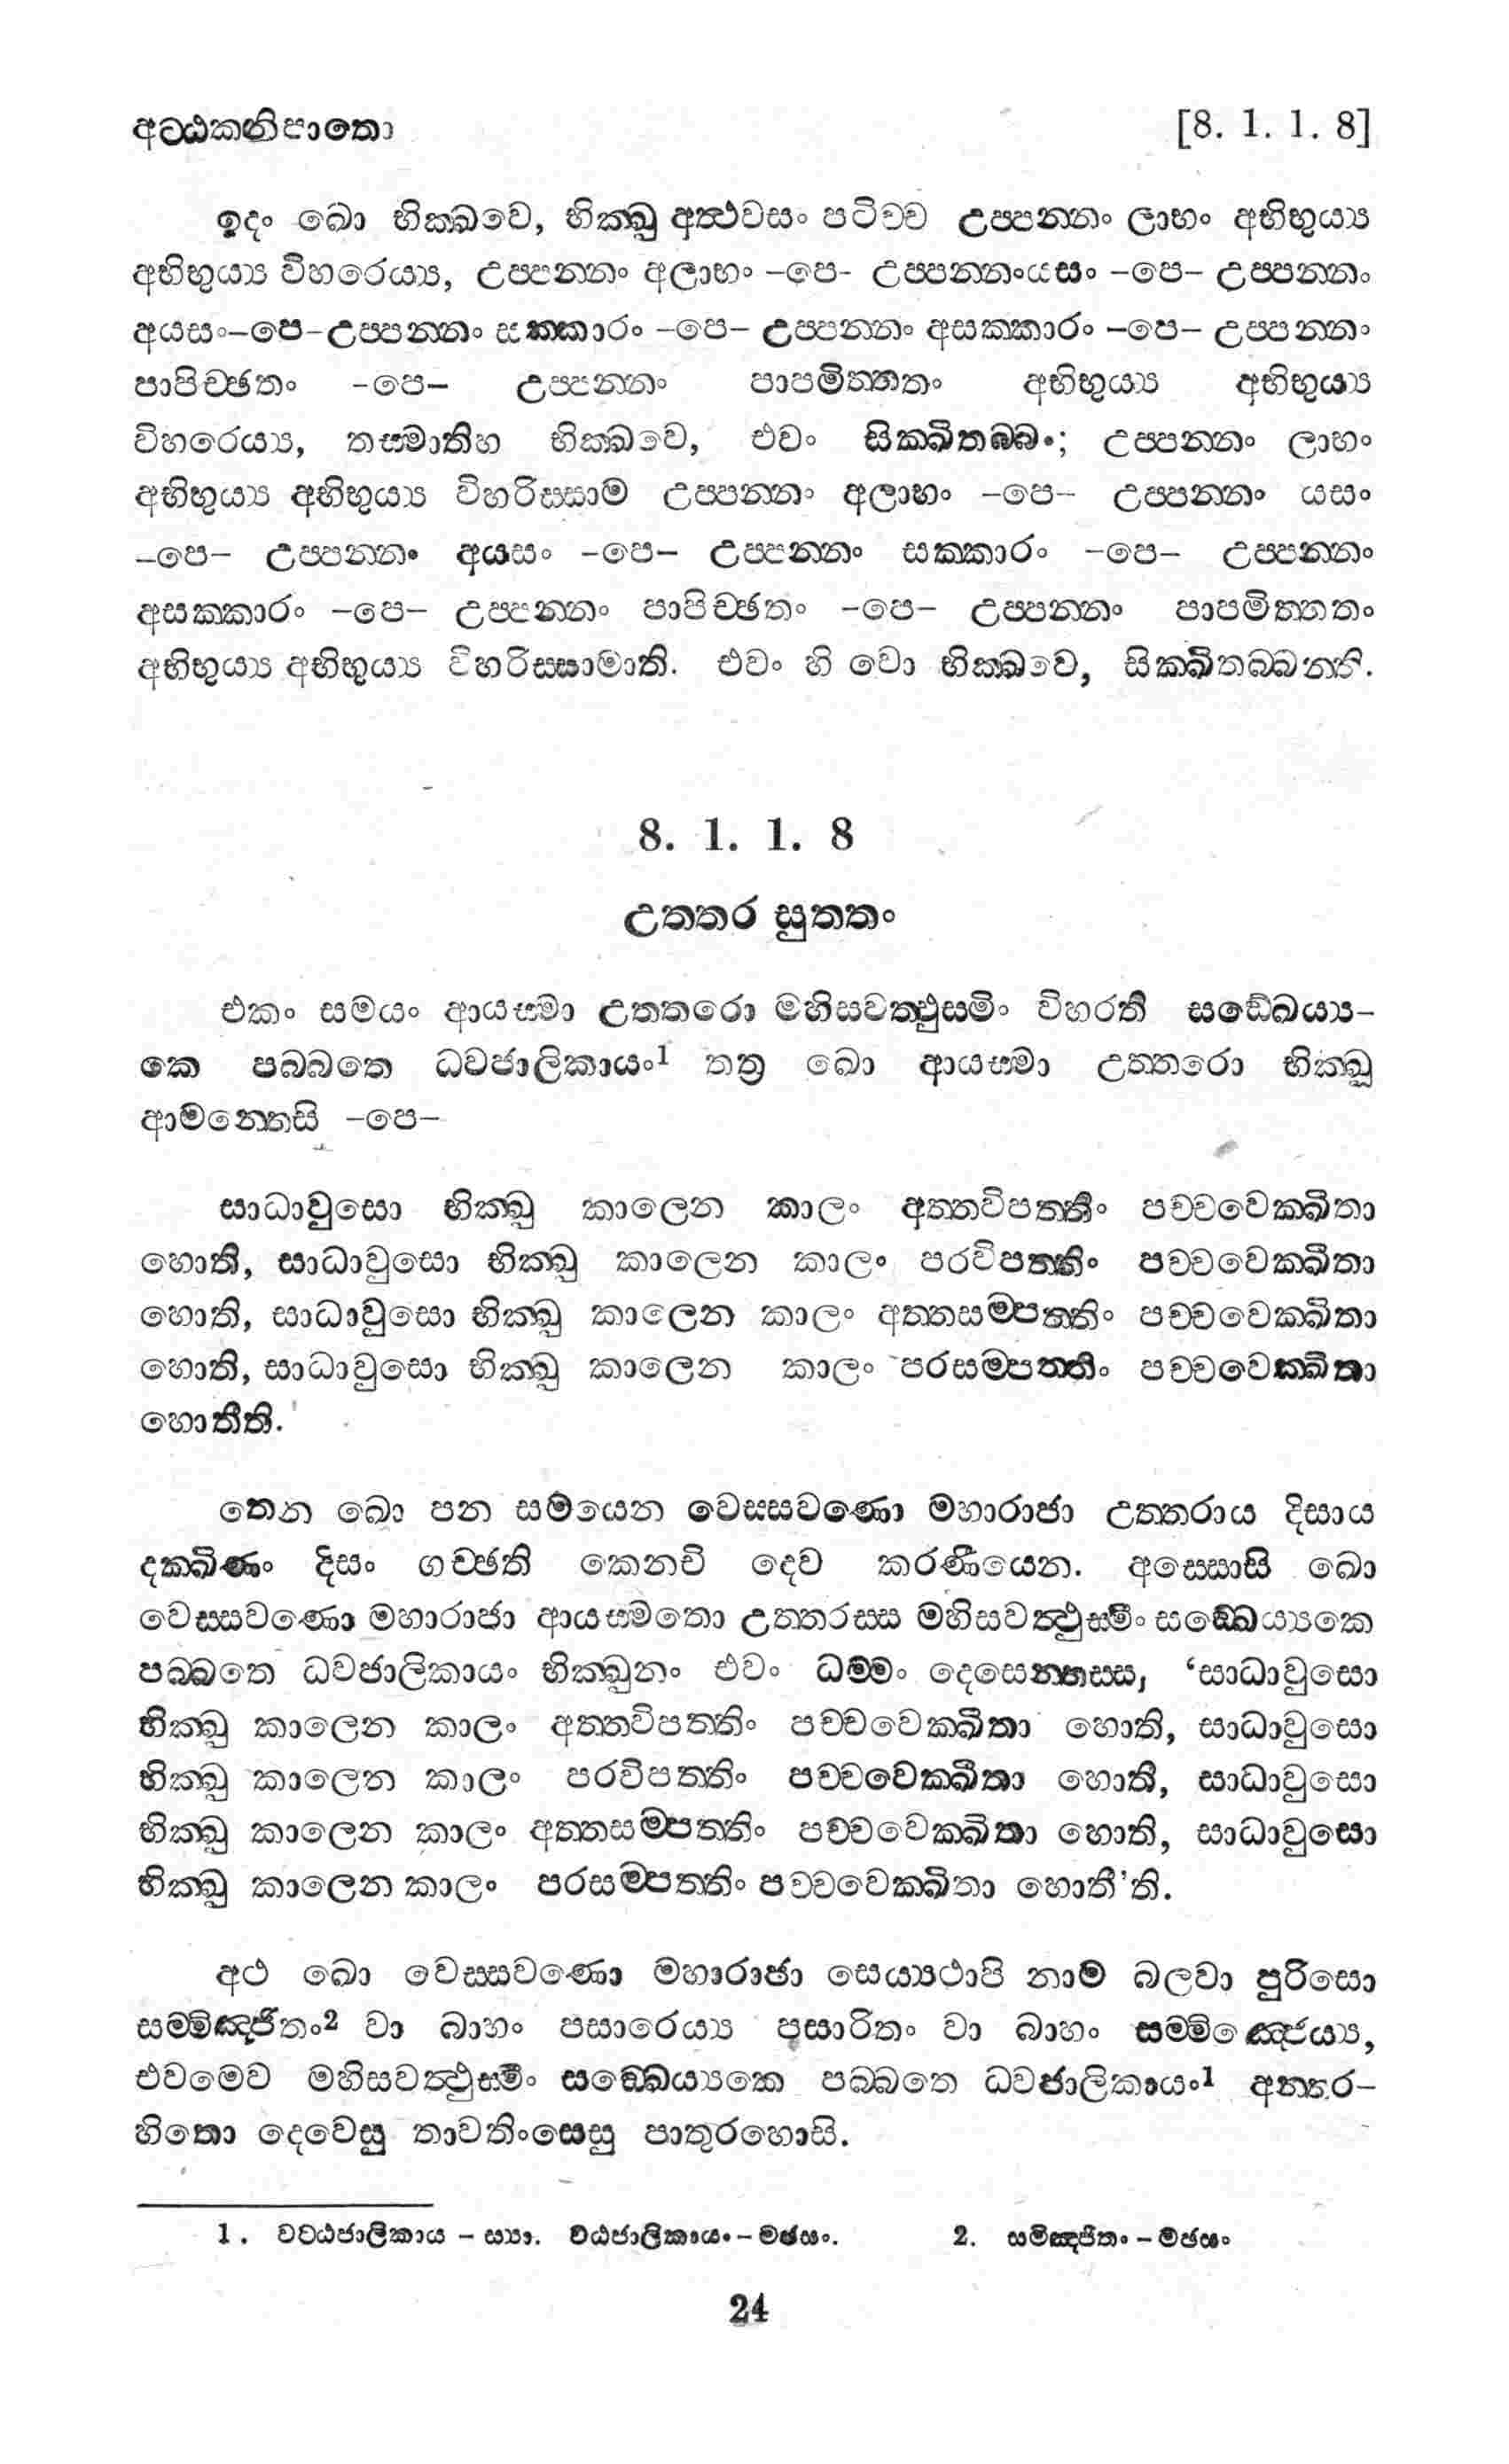 අට්ඨකනිපාතො [8. 1. 1. 8]
ඉදං ඛො භික්ඛවෙ, භික්ඛු අත්ථවසං පටිච්ච උප්පන්නං ලාභං අභිභුය්‍ය
අභිභුය්‍ය විහරෙය්‍ය, උප්පන්නං අලාභං –පෙ– උප්පන්නංයසං –පෙ– උප්පන්නං
අයසං–පෙ–උප්පන්නං සක්කාරං –පෙ– උප්පන්නං අසක්කාරං –පෙ– උප්පන්නං
පාපිච්ඡතං –පෙ– උප්පන්නං පාපමිත්තතං අභිභුය්‍ය අභිභුය්‍ය
විහරෙය්‍ය, තස්මාතිහ භික්ඛවෙ, එවං සික්ඛිතබ්බං; උප්පන්නං ලාභං
අභිභුය්‍ය අභිභුය්‍ය විහරිස්සාම උප්පන්නං අලාභං –පෙ– උප්පන්නං යසං
–පෙ– උප්පන්නං අයසං –පෙ– උප්පන්නං සක්කාරං –පෙ– උප්පන්නං
අසක්කාරං –පෙ– උප්පන්නං පාපිච්ඡතං –පෙ– උප්පන්නං පාපමිත්තතං
අභිභුය්‍ය අභිභුය්‍ය විහරිස්සාමාති. එවං හි වො භික්ඛවෙ, සික්ඛිතබ්බන්ති.
8. 1. 1. 8
උත්තර සුත්තං
එකං සමයං ආයස්මා උත්තරො මහිසවත්ථුස්මිං විහරති සඞ්ඛෙය්‍ය–
කෙ පබ්බතෙ ධවජාලිකායං1 තත්‍ර ඛො ආයස්මා උත්තරො භික්ඛූ
ආමන්තෙසි –පෙ–
සාධාවුසො භික්ඛු කාලෙන කාලං අත්තවිපත්තිං පච්චවෙක්ඛිතා
හොති, සාධාවුසො භික්ඛු කාලෙන කාලං පරවිපත්තිං පච්චවෙක්ඛිතා
හොති, සාධාවුසො භික්ඛු කාලෙන කාලං අත්තසම්පත්තිං පච්චවෙක්ඛිතා
හොති, සාධාවුසො භික්ඛු කාලෙන කාලං පරසම්පත්තිං පච්චවෙක්ඛිතා
හොතීති.
තෙන ඛො පන සමයෙන වෙස්සවණො මහාරාජා උත්තරාය දිසාය
දක්ඛිණං දිසං ගච්ඡති කෙනචි දෙව කරණීයෙන. අස්සොසි ඛො
වෙස්සවණො මහාරාජා ආයස්මතො උත්තරස්ස මහිසවත්ථුස්මිං සඞ්ඛෙය්‍යකෙ
පබ්බතෙ ධවජාලිකායං භික්ඛුනං එවං ධම්මං දෙසෙන්තස්ස, ‘සාධාවුසො
භික්ඛු කාලෙන කාලං අත්තවිපත්තිං පච්චවෙක්ඛිතා හොති, සාධාවුසො
භික්ඛු කාලෙන කාලං පරවිපත්තිං පච්චවෙක්ඛිතා හොති, සාධාවුසො
භික්ඛු කාලෙන කාලං අත්තසම්පත්තිං පච්චවෙක්ඛිතා හොති, සාධාවුසො
භික්ඛු කාලෙන කාලං පරසම්පත්තිං පච්චවෙක්ඛිතා හොතී’ති.
අථ ඛො වෙස්සවණො මහාරාජා සෙය්‍යථාපි නාම බලවා පුරිසො
සම්මිඤ්ජිතං2 වා බාහං පසාරෙය්‍ය පසාරිතං වා බාහං සම්මිඤ්ජෙය්‍ය,
එවමෙව මහිසවත්ථුස්මිං සඞ්ඛෙය්‍යකෙ පබ්බතෙ ධවජාලිකායං1 අන්තර–
හිතො දෙවෙසු තාවතිංසෙසු පාතුරහොසි.
1. වට්ඨජාලිකාය – ස්‍යා. වඨජාලිකායං – මඡසං. 2. සමිඤ්ජිතං – මඡසං
24